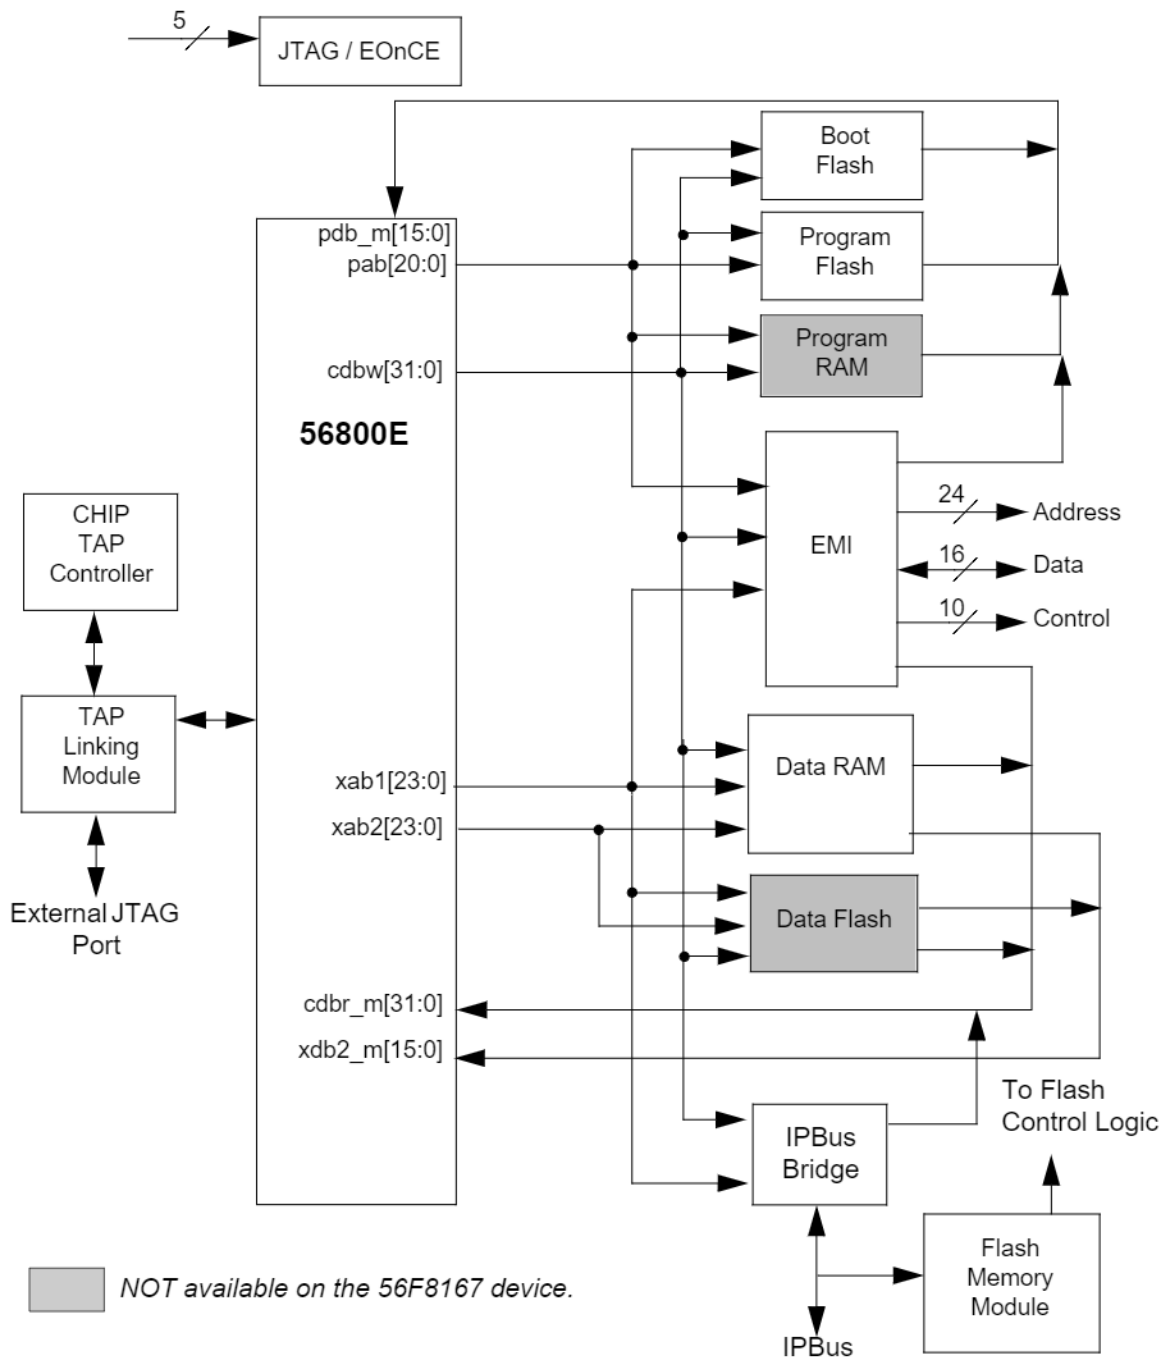 5
JTAG / EOnCE
Boot
Flash
pdb_m[15:0]
pab[20:0]
Program
Flash
Program
RAM
cdbw[31:0]
56800E
CHIP
TAP
Controller
EMI
24
Address
16
Data
10
Control
TAP
Linking
Module
xab1[23:0]
xab2[23:0]
Data RAM
External JTAG
Port
Data Flash
cdbr_m[31:0]
xdb2_m[15:0]
To Flash
Control Logic
IPBus
Bridge
Flash
Memory
Module
NOT available on the 56F8167 device.
IPBus